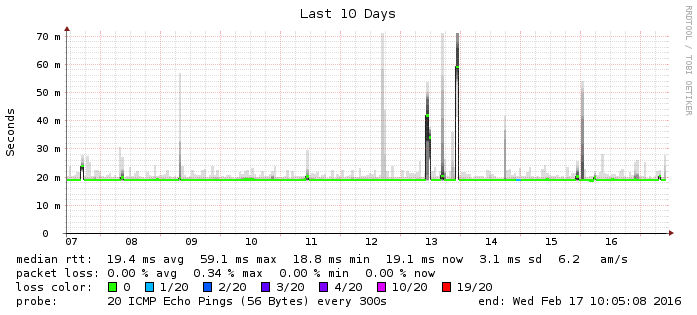 Last 10 Days
RRDTOOL / TOBI OETIKER
Seconds
70 m
60 m
50 m
40 m
30 m
20 m
10 m
0
07 08 09 10 11 12 13 14 15 16
median rtt: 19.4 ms avg 59.1 ms max 18.8 ms min 19.1 ms now 3.1 ms sd 6.2 am/s
packet loss: 0.00 % avg 0.34 % max 0.00 % min 0.00 % now
loss color: 0 1/20 2/20 3/20 4/20 10/20 19/20
probe: 20 ICMP Echo Pings (56 Bytes) every 300s end: Wed Feb 17 10:05:08 2016